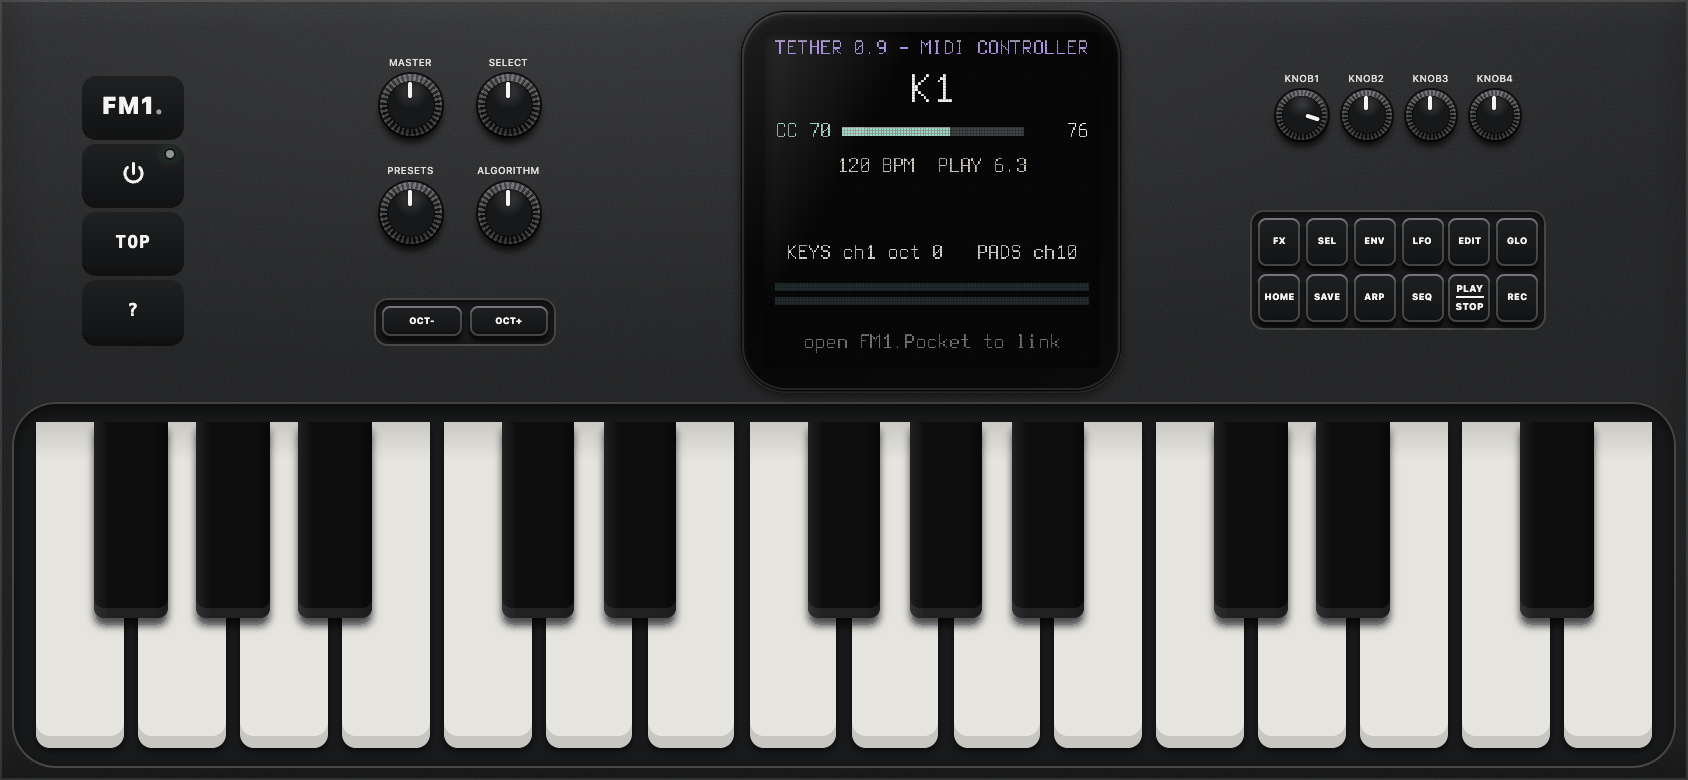 FM1.
TOP
?
MASTER SELECT
PRESETS ALGORITHM
OCT- OCT+
TETHER 0.9 - MIDI CONTROLLER
K1
CC 70 76
120 BPM PLAY 6.3
KEYS ch1 oct 0 PADS ch10
open FM1.Pocket to link
KNOB1 KNOB2 KNOB3 KNOB4
FX SEL ENV LFO EDIT GLO
HOME SAVE ARP SEQ PLAY STOP REC